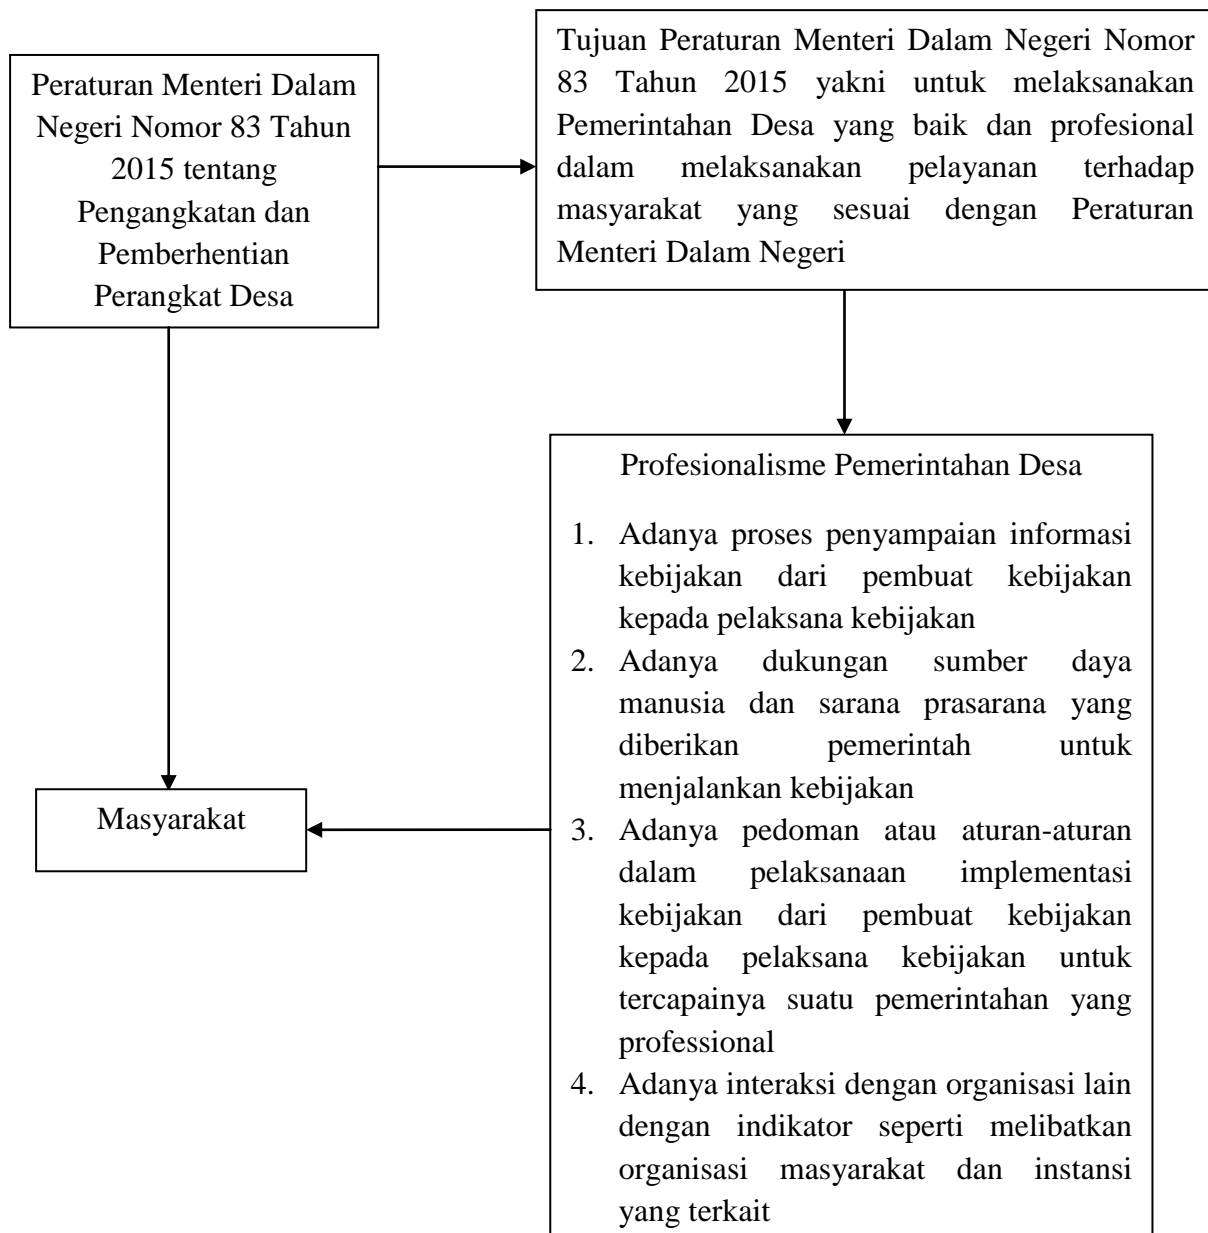 Peraturan Menteri Dalam
Negeri Nomor 83 Tahun
2015 tentang
Pengangkatan dan
Pemberhentian
Perangkat Desa
Tujuan Peraturan Menteri Dalam Negeri Nomor
83 Tahun 2015 yakni untuk melaksanakan
Pemerintahan Desa yang baik dan profesional
dalam melaksanakan pelayanan terhadap
masyarakat yang sesuai dengan Peraturan
Menteri Dalam Negeri
Profesionalisme Pemerintahan Desa
1. Adanya proses penyampaian informasi
kebijakan dari pembuat kebijakan
kepada pelaksana kebijakan
2. Adanya dukungan sumber daya
manusia dan sarana prasarana yang
diberikan pemerintah untuk
menjalankan kebijakan
3. Adanya pedoman atau aturan-aturan
dalam pelaksanaan implementasi
kebijakan dari pembuat kebijakan
kepada pelaksana kebijakan untuk
tercapainya suatu pemerintahan yang
professional
4. Adanya interaksi dengan organisasi lain
dengan indikator seperti melibatkan
organisasi masyarakat dan instansi
yang terkait
Masyarakat